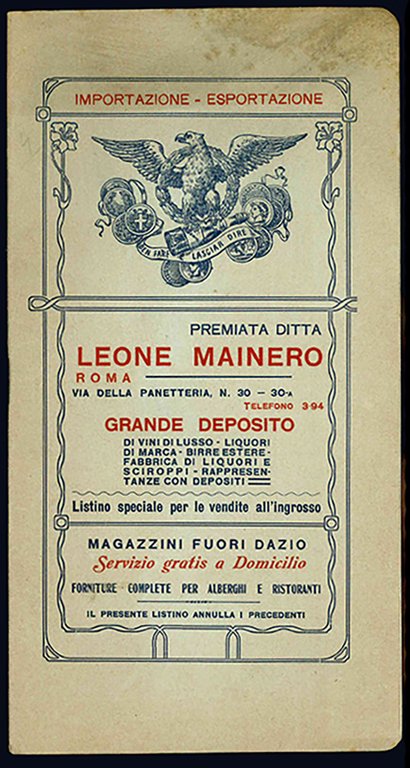 IMPORTAZIONE - ESPORTAZIONE
BEN FARE LASCIAR DIRE
PREMIATA DITTA
LEONE MAINERO
ROMA
VIA DELLA PANETTERIA, N. 30 - 30-A
TELEFONO 3-94
GRANDE DEPOSITO
DI VINI DI LUSSO - LIQUORI
DI MARCA - BIRRE ESTERE -
FABBRICA DI LIQUORI E
SCIROPPI - RAPPRESEN-
TANZE CON DEPOSITI
Listino speciale per le vendite all'ingrosso
MAGAZZINI FUORI DAZIO
Servizio gratis a Domicilio
FORNITURE COMPLETE PER ALBERGHI E RISTORANTI
IL PRESENTE LISTINO ANNULLA I PRECEDENTI